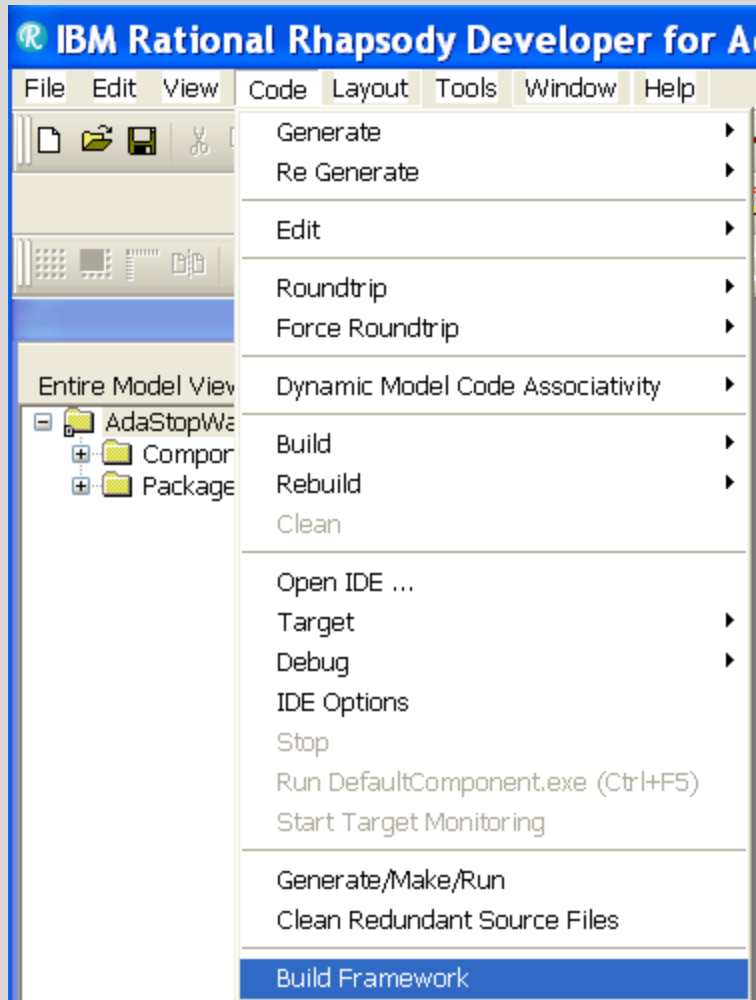 IBM Rational Rhapsody Developer for A
File Edit View Code Layout Tools Window Help
Generate
Re Generate
Edit
Roundtrip
Force Roundtrip
Entire Model View
Dynamic Model Code Associativity
AdaStopWa
Compor
Package
Build
Rebuild
Clean
Open IDE ...
Target
Debug
IDE Options
Stop
Run DefaultComponent.exe (Ctrl+F5)
Start Target Monitoring
Generate/Make/Run
Clean Redundant Source Files
Build Framework